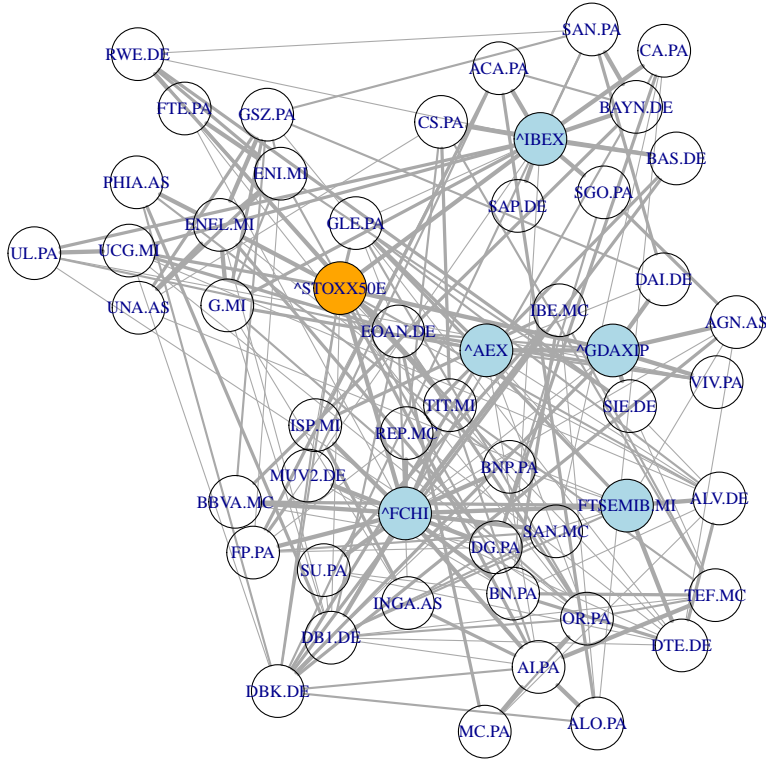 SAN.PA
RWE.DE
CA.PA
ACA.PA
FTE.PA
GSZ.PA
BAYN.DE
CS.PA
^IBEX
BAS.DE
PHIA.AS
ENI.MI
SGO.PA
SAP.DE
ENEL.MI
GLE.PA
UL.PA
UCG.MI
DAI.DE
^STOXX50E
UNA.AS
G.MI
IBE.MC
AGN.AS
EOAN.DE
^AEX
^GDAXIP
VIV.PA
TIT.MI
SIE.DE
ISP.MI
REP.MC
BNP.PA
MUV2.DE
BBVA.MC
^FCHI
FTSEMIB.MI
ALV.DE
SAN.MC
FP.PA
DG.PA
SU.PA
BN.PA
INGA.AS
TEF.MC
OR.PA
DB1.DE
DTE.DE
AI.PA
DBK.DE
MC.PA
ALO.PA